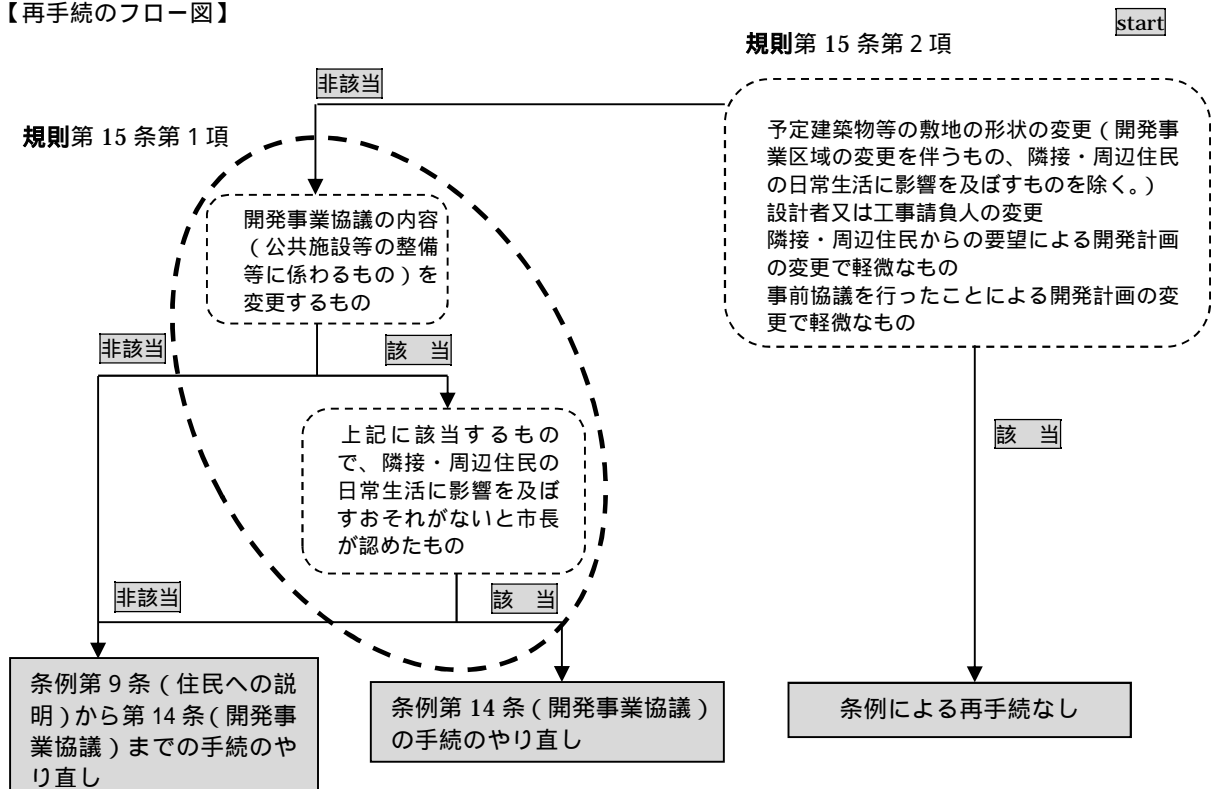 【再手続のフロー図】
start
規則第 15 条第２項
非該当
規則第 15 条第１項
予定建築物等の敷地の形状の変更（開発事
業区域の変更を伴うもの、隣接・周辺住民
の日常生活に影響を及ぼすものを除く。）
設計者又は工事請負人の変更
隣接・周辺住民からの要望による開発計画
の変更で軽微なもの
事前協議を行ったことによる開発計画の変
更で軽微なもの
開発事業協議の内容
（公共施設等の整備
等に係わるもの）を
変更するもの
非該当
該　当
該　当
上記に該当するもの
で、隣接・周辺住民の
日常生活に影響を及ぼ
すおそれがないと市長
が認めたもの
非該当
該　当
条例第９条（住民への説
明）から第 14 条（開発事
業協議）までの手続のや
り直し
条例第 14 条（開発事業協議）
の手続のやり直し
条例による再手続なし